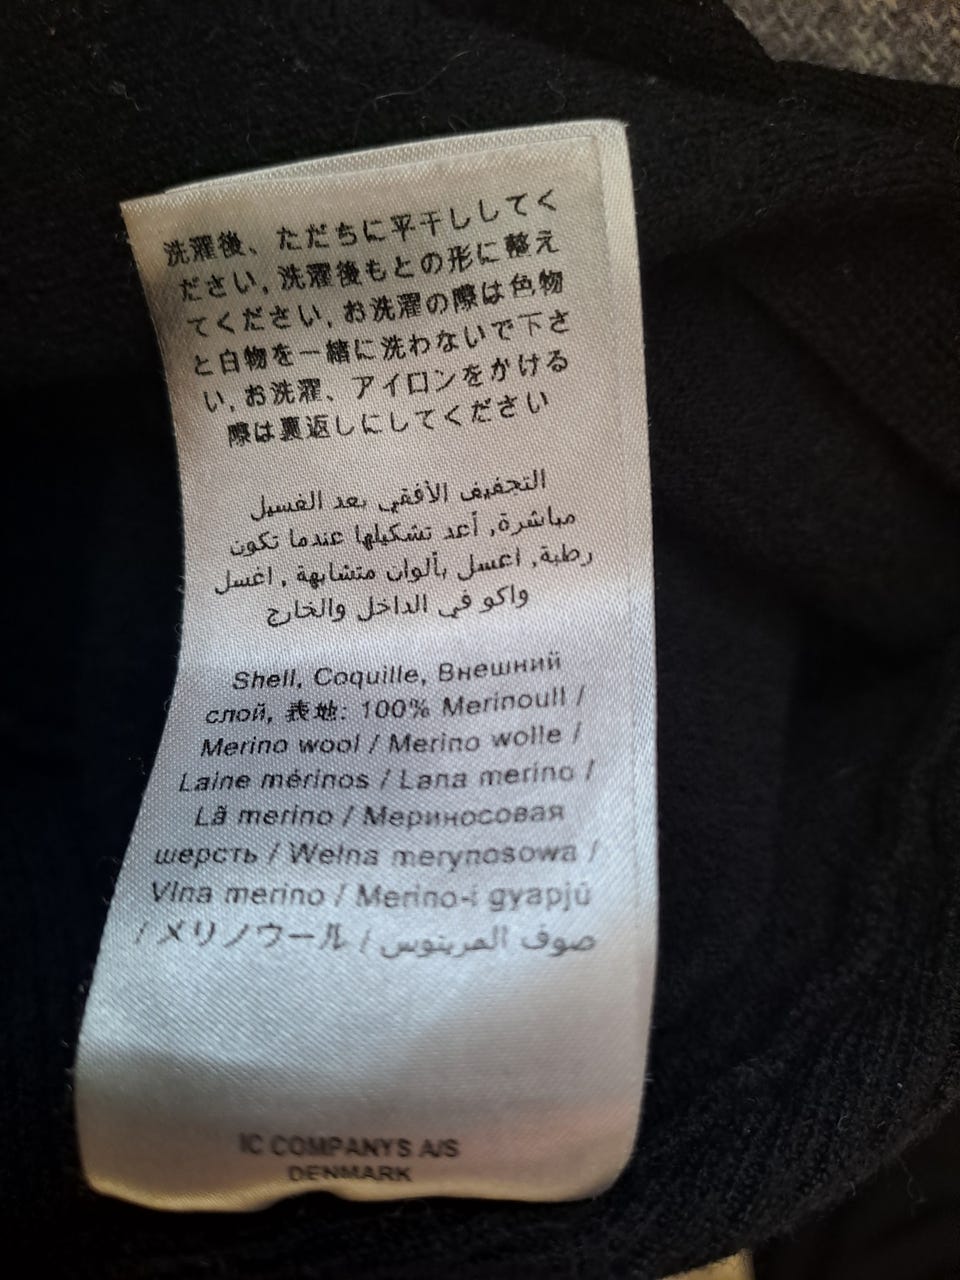 洗濯後、ただちに平干ししてく
ださい, 洗濯後もとの形に整え
てください, お洗濯の際は色物
と白物を一緒に洗わないで下さ
い, お洗濯、アイロンをかける
際は裏返しにしてください
التجفيف الأفقي بعد الغسيل
مباشرة, أعد تشكيلها عندما تكون
رطبة, اغسل بألوان متشابهة , اغسل
واكو في الداخل والخارج
Shell, Coquille, Внешний
слой, 表地: 100% Merinoull /
Merino wool / Merino wolle /
Laine mérinos / Lana merino /
Lã merino / Мериносовая
шерсть / Wełna merynosowa /
Vlna merino / Merino-i gyapjú
/ メリノウール / صوف المرينوس
IC COMPANYS A/S
DENMARK